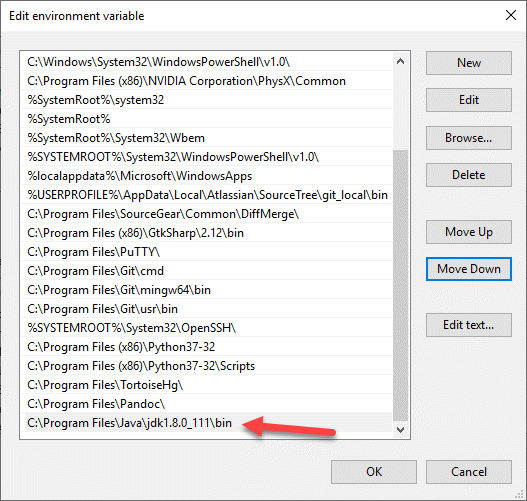 Edit environment variable
C:\Windows\System32\WindowsPowerShell\v1.0\
C:\Program Files (x86)\NVIDIA Corporation\PhysX\Common
%SystemRoot%\system32
%SystemRoot%
%SystemRoot%\System32\Wbem
%SYSTEMROOT%\System32\WindowsPowerShell\v1.0\
%localappdata%\Microsoft\WindowsApps
%USERPROFILE%\AppData\Local\Atlassian\SourceTree\git_local\bin
C:\Program Files\SourceGear\Common\DiffMerge\
C:\Program Files (x86)\GtkSharp\2.12\bin
C:\Program Files\PuTTY\
C:\Program Files\Git\cmd
C:\Program Files\Git\mingw64\bin
C:\Program Files\Git\usr\bin
%SYSTEMROOT%\System32\OpenSSH\
C:\Program Files (x86)\Python37-32
C:\Program Files (x86)\Python37-32\Scripts
C:\Program Files\TortoiseHg\
C:\Program Files\Pandoc\
C:\Program Files\Java\jdk1.8.0_111\bin
New
Edit
Browse...
Delete
Move Up
Move Down
Edit text...
OK
Cancel